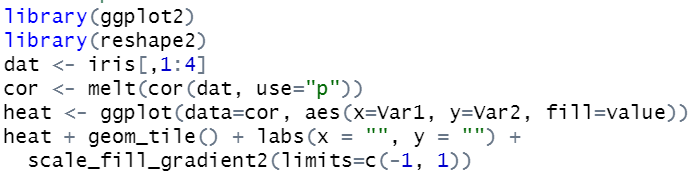 library(ggplot2)
library(reshape2)
dat <- iris[,1:4]
cor <- melt(cor(dat, use="p"))
heat <- ggplot(data=cor, aes(x=Var1, y=Var2, fill=value))
heat + geom_tile() + labs(x = "", y = "") +
  scale_fill_gradient2(limits=c(-1, 1))